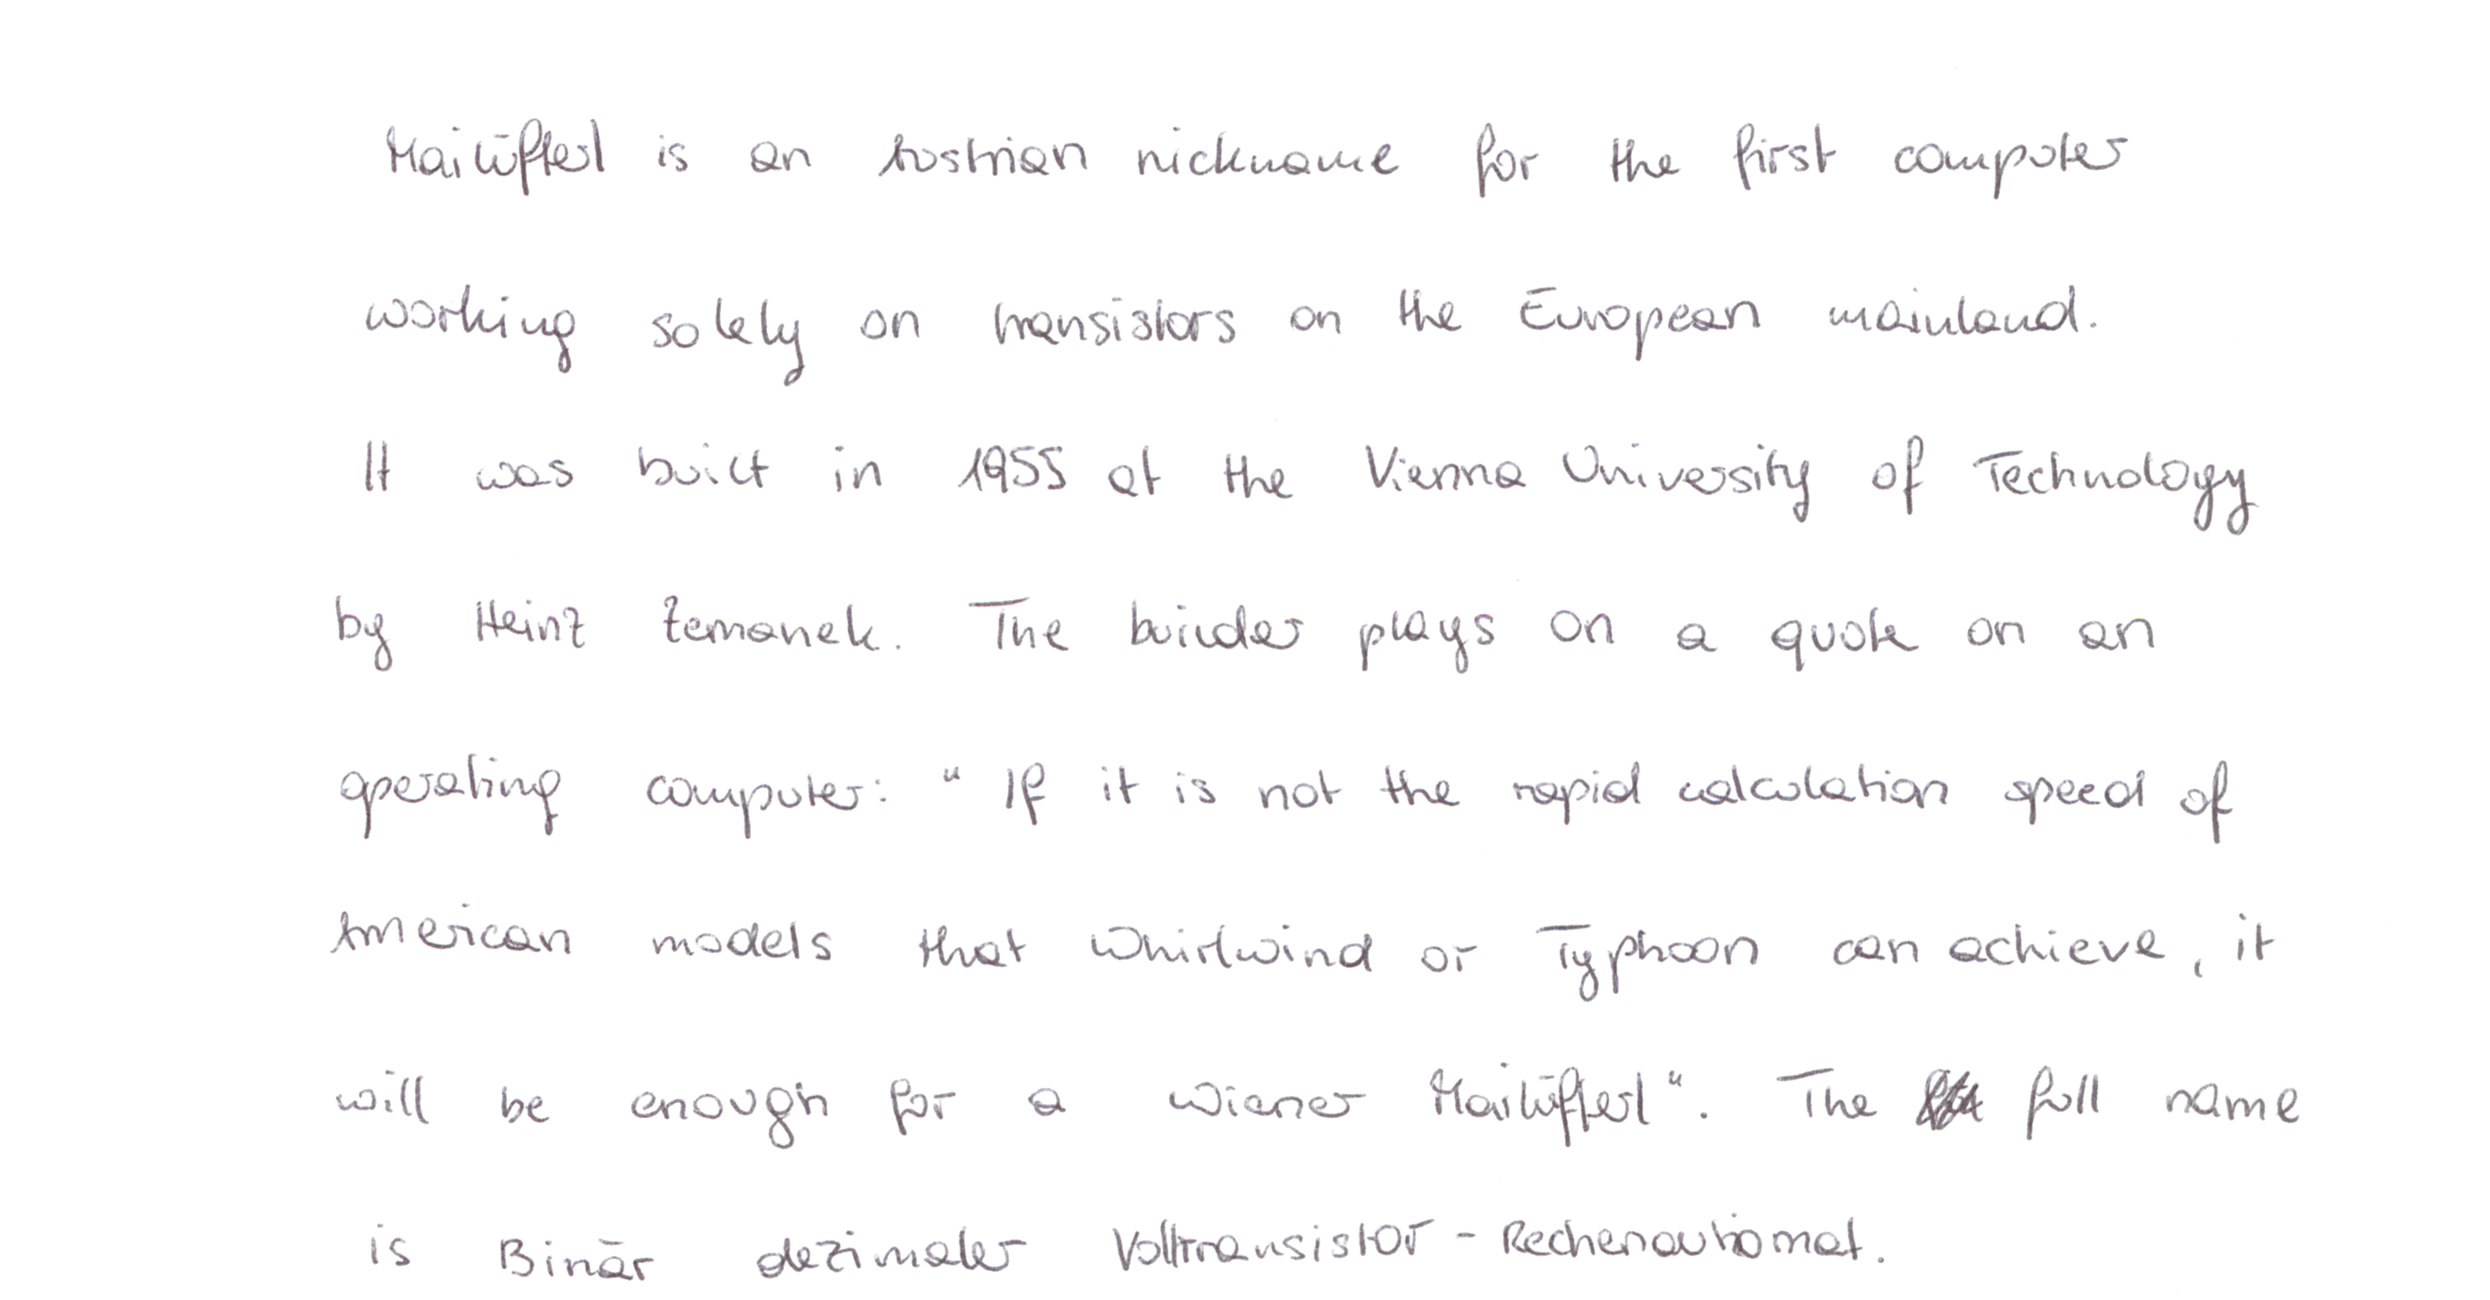 Mailüfterl is an Austrian nickname for the first computer
working solely on transistors on the European mainland.
It was built in 1955 at the Vienna University of Technology
by Heinz Zemanek. The builder plays on a quote on an
operating computer: "If it is not the rapid calculation speed of
American models that Whirlwind or Typhoon can achieve, it
will be enough for a Wiener Mailüfterl". The full name
is Binär dezimaler Volltransistor-Rechenautomat.